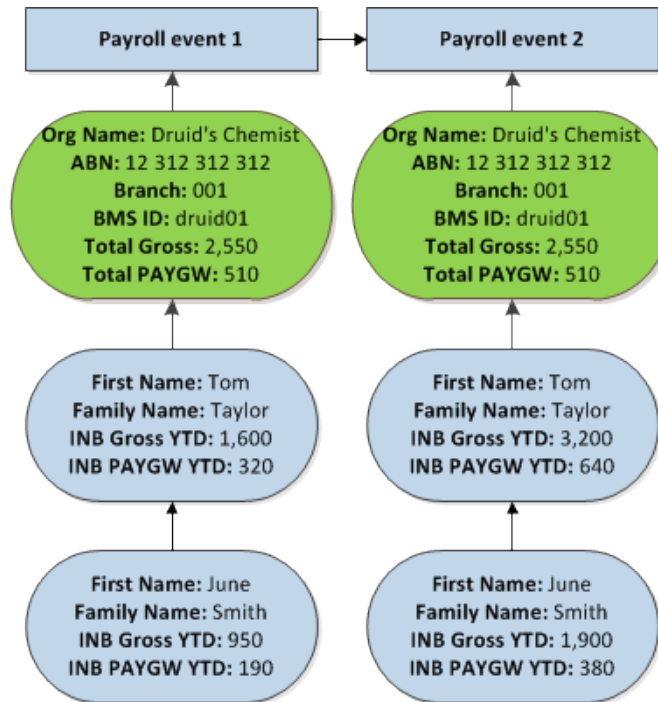 Payroll event 1
Org Name: Druid's Chemist
ABN: 12 312 312 312
Branch: 001
BMS ID: druid01
Total Gross: 2,550
Total PAYGW: 510
First Name: Tom
Family Name: Taylor
INB Gross YTD: 1,600
INB PAYGW YTD: 320
First Name: June
Family Name: Smith
INB Gross YTD: 950
INB PAYGW YTD: 190
Payroll event 2
Org Name: Druid's Chemist
ABN: 12 312 312 312
Branch: 001
BMS ID: druid01
Total Gross: 2,550
Total PAYGW: 510
First Name: Tom
Family Name: Taylor
INB Gross YTD: 3,200
INB PAYGW YTD: 640
First Name: June
Family Name: Smith
INB Gross YTD: 1,900
INB PAYGW YTD: 380